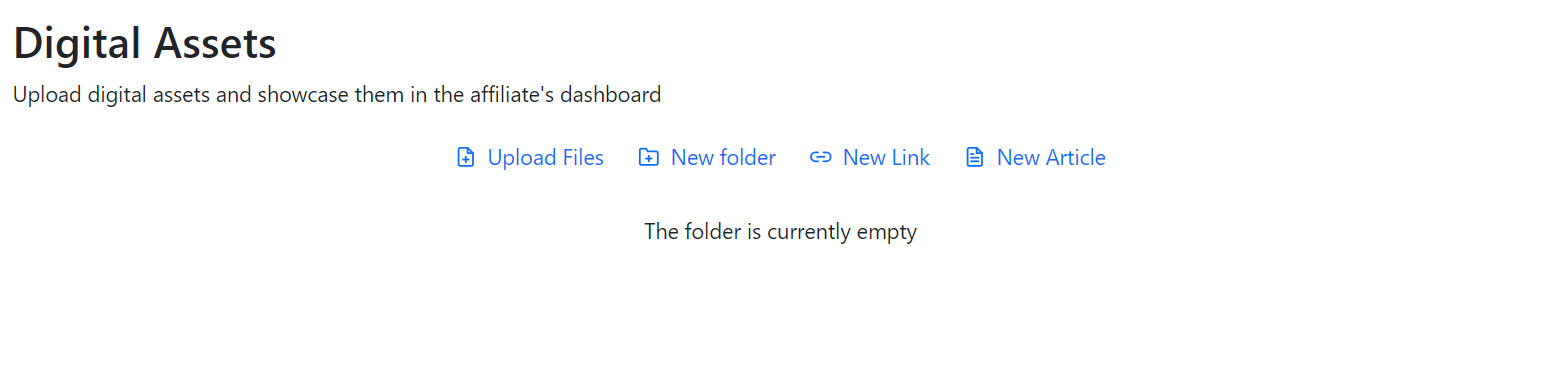 Digital Assets
Upload digital assets and showcase them in the affiliate's dashboard
Upload Files New folder New Link New Article
The folder is currently empty